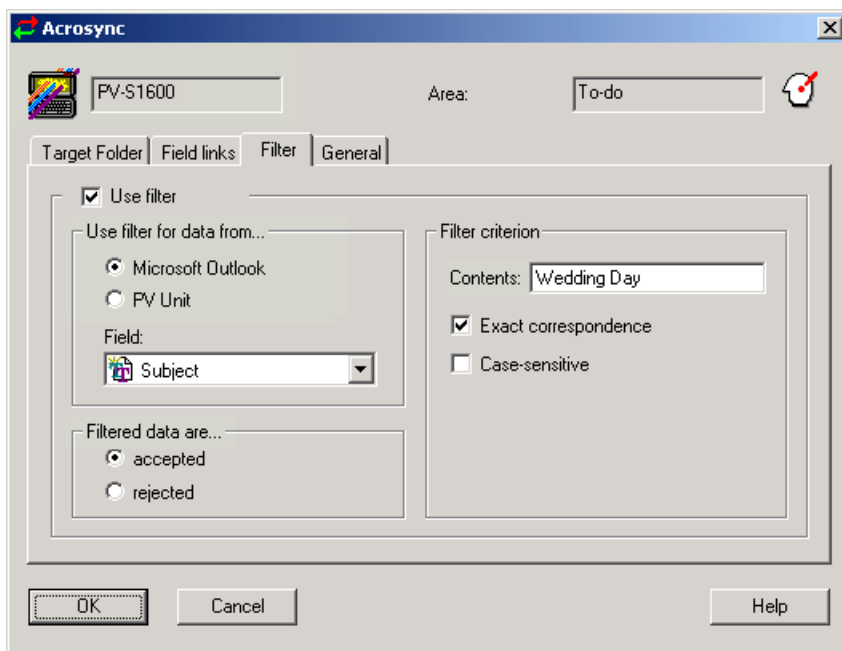 Acrosync
PV-S1600
Area:
To-do
Target Folder
Field links
Filter
General
Use filter
Use filter for data from...
Microsoft Outlook
PV Unit
Field:
Subject
Filtered data are...
accepted
rejected
Filter criterion
Contents:
Wedding Day
Exact correspondence
Case-sensitive
OK
Cancel
Help